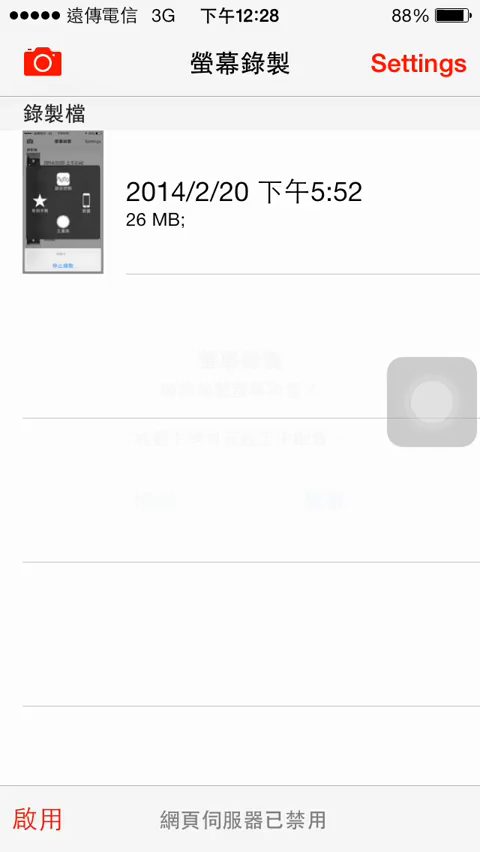 遠傳電信 3G 下午12:28 88%
螢幕錄製 Settings
錄製檔
2014/2/20 下午5:52
26 MB;
啟用 網頁伺服器已禁用